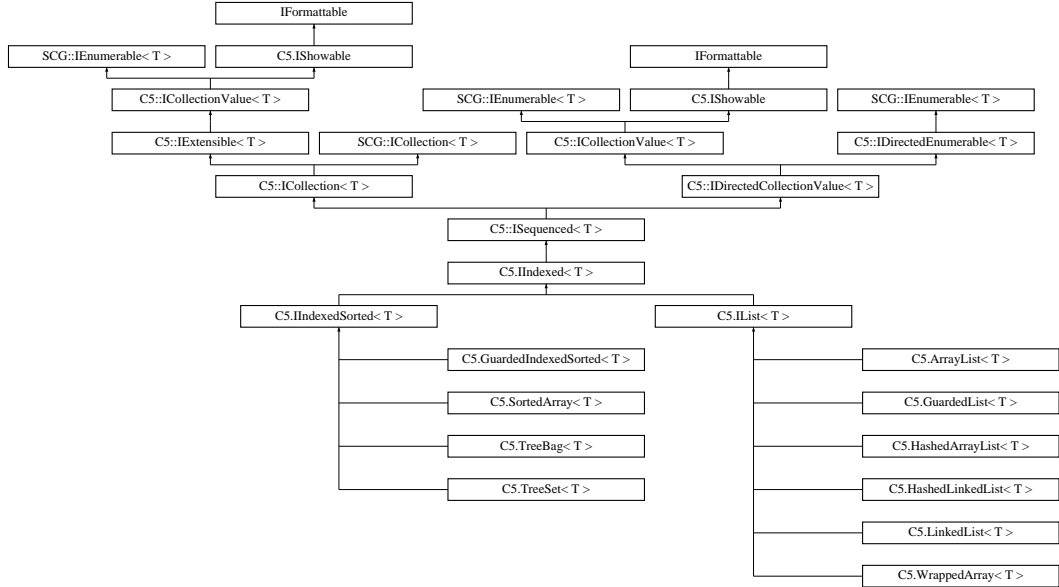 IFormattable
SCG::IEnumerable< T >
C5.IShowable
IFormattable
C5::ICollectionValue< T >
SCG::IEnumerable< T >
C5.IShowable
SCG::IEnumerable< T >
C5::IExtensible< T >
SCG::ICollection< T >
C5::ICollectionValue< T >
C5::IDirectedEnumerable< T >
C5::ICollection< T >
C5::IDirectedCollectionValue< T >
C5::ISequenced< T >
C5.IIndexed< T >
C5.IIndexedSorted< T >
C5.IList< T >
C5.GuardedIndexedSorted< T >
C5.ArrayList< T >
C5.SortedArray< T >
C5.GuardedList< T >
C5.TreeBag< T >
C5.HashedArrayList< T >
C5.TreeSet< T >
C5.HashedLinkedList< T >
C5.LinkedList< T >
C5.WrappedArray< T >